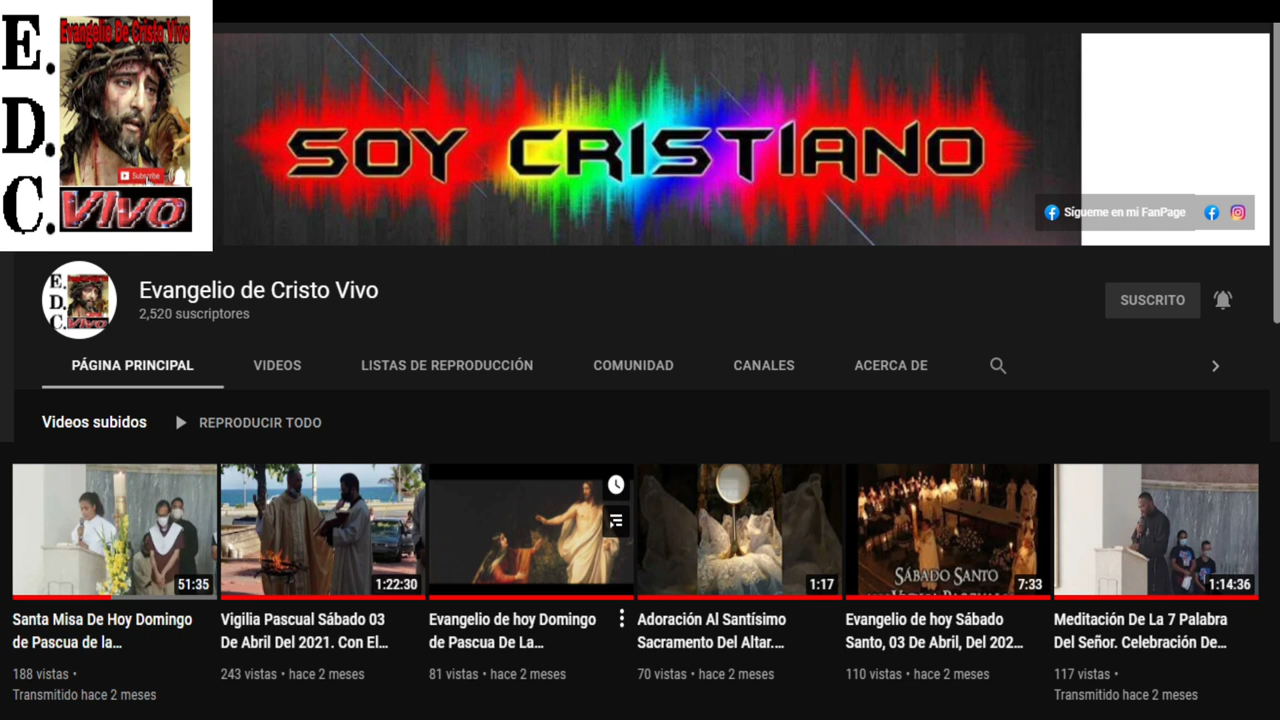 E.
D.
C.
Evangelio De Cristo Vivo
Subscribe
Vivo
SOY CRISTIANO
Sígueme en mi FanPage
Evangelio de Cristo Vivo
2,520 suscriptores
SUSCRITO
PÁGINA PRINCIPAL VIDEOS LISTAS DE REPRODUCCIÓN COMUNIDAD CANALES ACERCA DE
Videos subidos REPRODUCIR TODO
51:35
1:22:30
1:17
SÁBADO SANTO
7:33
1:14:36
Santa Misa De Hoy Domingo
de Pascua de la...
188 vistas •
Transmitido hace 2 meses
Vigilia Pascual Sábado 03
De Abril Del 2021. Con El...
243 vistas • hace 2 meses
Evangelio de hoy Domingo
de Pascua De La...
81 vistas • hace 2 meses
Adoración Al Santísimo
Sacramento Del Altar....
70 vistas • hace 2 meses
Evangelio de hoy Sábado
Santo, 03 De Abril, Del 202...
110 vistas • hace 2 meses
Meditación De La 7 Palabra
Del Señor. Celebración De...
117 vistas •
Transmitido hace 2 meses